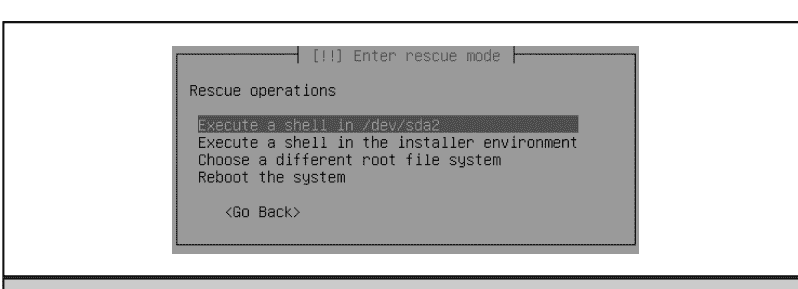 [!!] Enter rescue mode
Rescue operations
Execute a shell in /dev/sda2
Execute a shell in the installer environment
Choose a different root file system
Reboot the system
<Go Back>